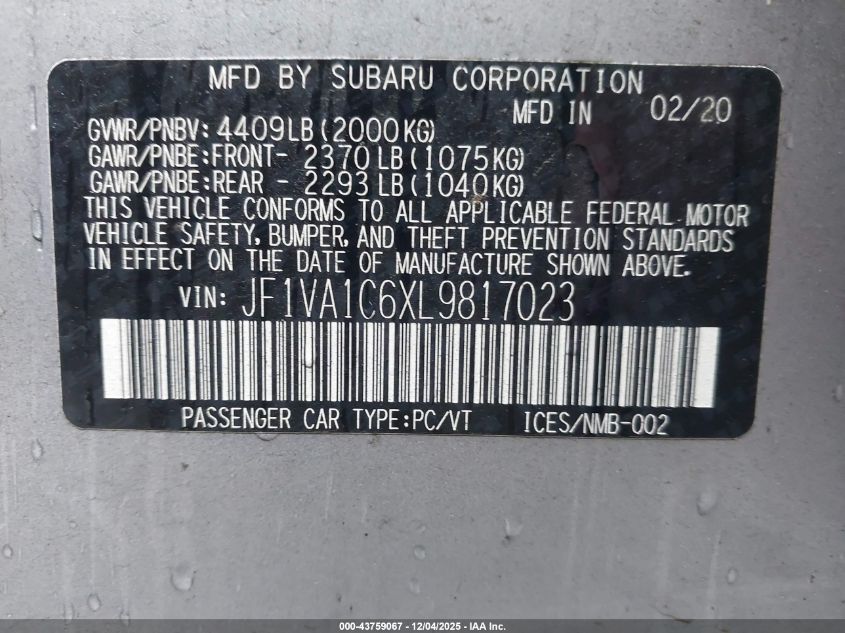 MFD BY SUBARU CORPORATION
MFD IN 02/20
GVWR/PNBV: 4409LB(2000KG)
GAWR/PNBE:FRONT- 2370LB(1075KG)
GAWR/PNBE:REAR - 2293LB(1040KG)
THIS VEHICLE CONFORMS TO ALL APPLICABLE FEDERAL MOTOR
VEHICLE SAFETY, BUMPER, AND THEFT PREVENTION STANDARDS
IN EFFECT ON THE DATE OF MANUFACTURE SHOWN ABOVE.
VIN: JF1VA1C6XL9817023
PASSENGER CAR TYPE:PC/VT ICES/NMB-002
000-43759067 - 12/04/2025 - IAA Inc.